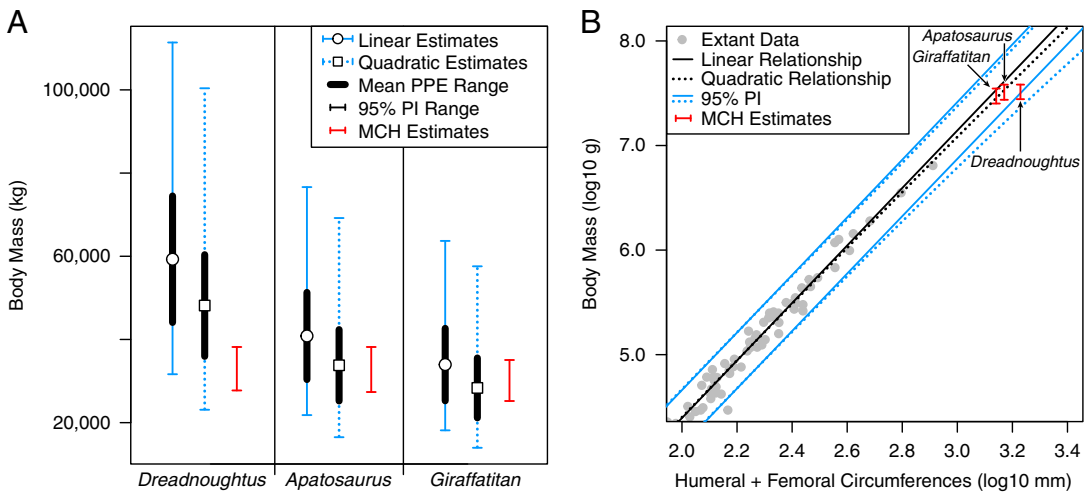 A
Linear Estimates
Quadratic Estimates
Mean PPE Range
95% PI Range
MCH Estimates
Body Mass (kg)
100,000
60,000
20,000
Dreadnoughtus
Apatosaurus
Giraffatitan
B
Extant Data
Linear Relationship
Quadratic Relationship
95% PI
MCH Estimates
Apatosaurus
Giraffatitan
Dreadnoughtus
Body Mass (log10 g)
8.0
7.0
6.0
5.0
2.0 2.2 2.4 2.6 2.8 3.0 3.2 3.4
Humeral + Femoral Circumferences (log10 mm)